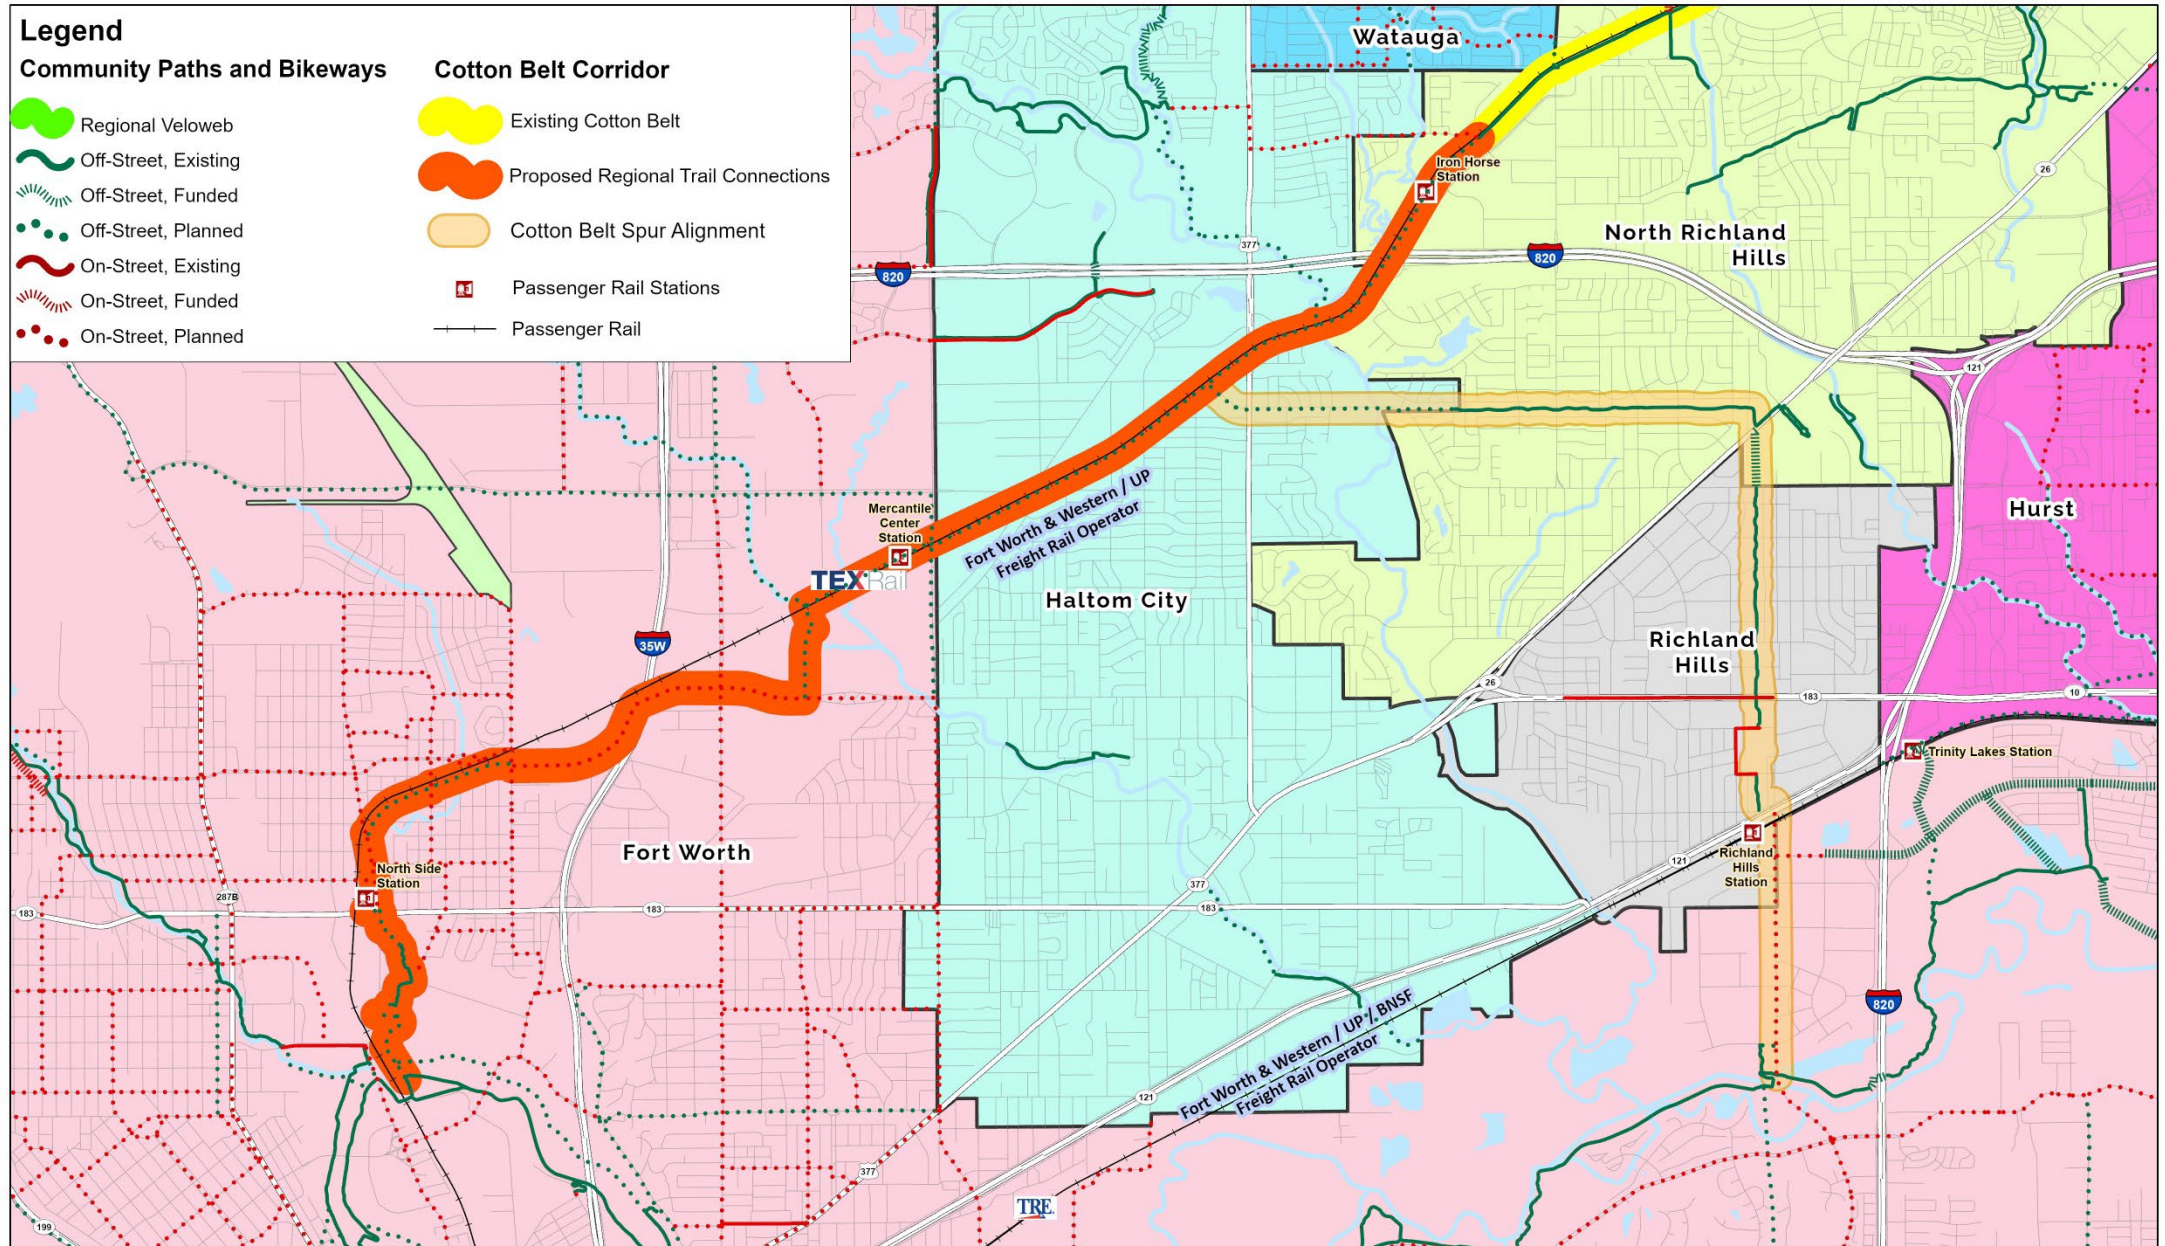 Legend
Community Paths and Bikeways
Regional Veloweb
Off-Street, Existing
Off-Street, Funded
Off-Street, Planned
On-Street, Existing
On-Street, Funded
On-Street, Planned
Cotton Belt Corridor
Existing Cotton Belt
Proposed Regional Trail Connections
Cotton Belt Spur Alignment
Passenger Rail Stations
Passenger Rail
Watauga
Iron Horse
Station
26
North Richland
Hills
377
820
820
121
Mercantile
Center
Station
Fort Worth & Western / UP
Freight Rail Operator
Hurst
TEXRail
Haltom City
35W
Richland
Hills
26
183
10
Trinity Lakes Station
Fort Worth
North Side
Station
121
Richland
Hills
Station
377
287B
183
183
183
820
Fort Worth & Western / UP / BNSF
Freight Rail Operator
121
377
TRE
199